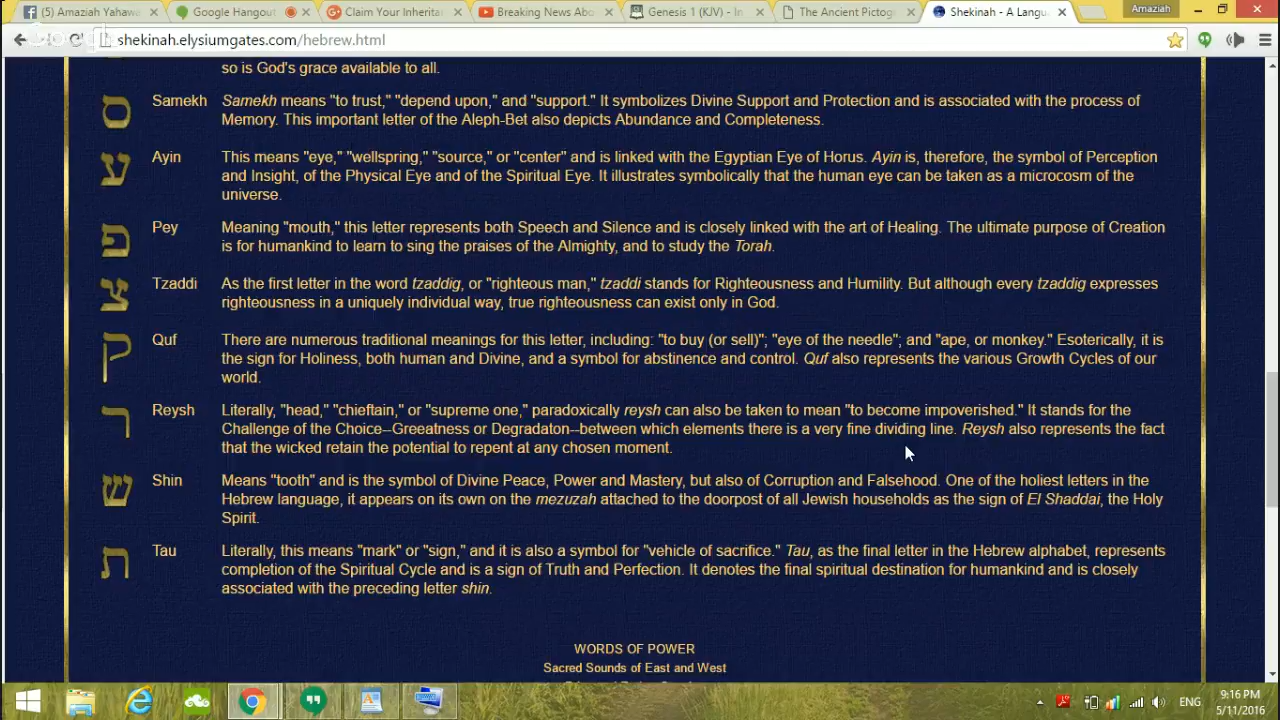 (5) Amaziah Yahawa
Google Hangout
Claim Your Inherita
Breaking News Abo
Genesis 1 (KJV) - In
The Ancient Pictog
Shekinah - A Langu
Amaziah
shekinah.elysiumgates.com/hebrew.html
so is God's grace available to all.
ס Samekh Samekh means "to trust," "depend upon," and "support." It symbolizes Divine Support and Protection and is associated with the process of
Memory. This important letter of the Aleph-Bet also depicts Abundance and Completeness.
ע Ayin This means "eye," "wellspring," "source," or "center" and is linked with the Egyptian Eye of Horus. Ayin is, therefore, the symbol of Perception
and Insight, of the Physical Eye and of the Spiritual Eye. It illustrates symbolically that the human eye can be taken as a microcosm of the
universe.
פ Pey Meaning "mouth," this letter represents both Speech and Silence and is closely linked with the art of Healing. The ultimate purpose of Creation
is for humankind to learn to sing the praises of the Almighty, and to study the Torah.
צ Tzaddi As the first letter in the word tzaddig, or "righteous man," tzaddi stands for Righteousness and Humility. But although every tzaddig expresses
righteousness in a uniquely individual way, true righteousness can exist only in God.
ק Quf There are numerous traditional meanings for this letter, including: "to buy (or sell)"; "eye of the needle"; and "ape, or monkey." Esoterically, it is
the sign for Holiness, both human and Divine, and a symbol for abstinence and control. Quf also represents the various Growth Cycles of our
world.
ר Reysh Literally, "head," "chieftain," or "supreme one," paradoxically reysh can also be taken to mean "to become impoverished." It stands for the
Challenge of the Choice--Greeatness or Degradaton--between which elements there is a very fine dividing line. Reysh also represents the fact
that the wicked retain the potential to repent at any chosen moment.
ש Shin Means "tooth" and is the symbol of Divine Peace, Power and Mastery, but also of Corruption and Falsehood. One of the holiest letters in the
Hebrew language, it appears on its own on the mezuzah attached to the doorpost of all Jewish households as the sign of El Shaddai, the Holy
Spirit.
ת Tau Literally, this means "mark" or "sign," and it is also a symbol for "vehicle of sacrifice." Tau, as the final letter in the Hebrew alphabet, represents
completion of the Spiritual Cycle and is a sign of Truth and Perfection. It denotes the final spiritual destination for humankind and is closely
associated with the preceding letter shin.
WORDS OF POWER
Sacred Sounds of East and West
ENG
9:16 PM
5/11/2016